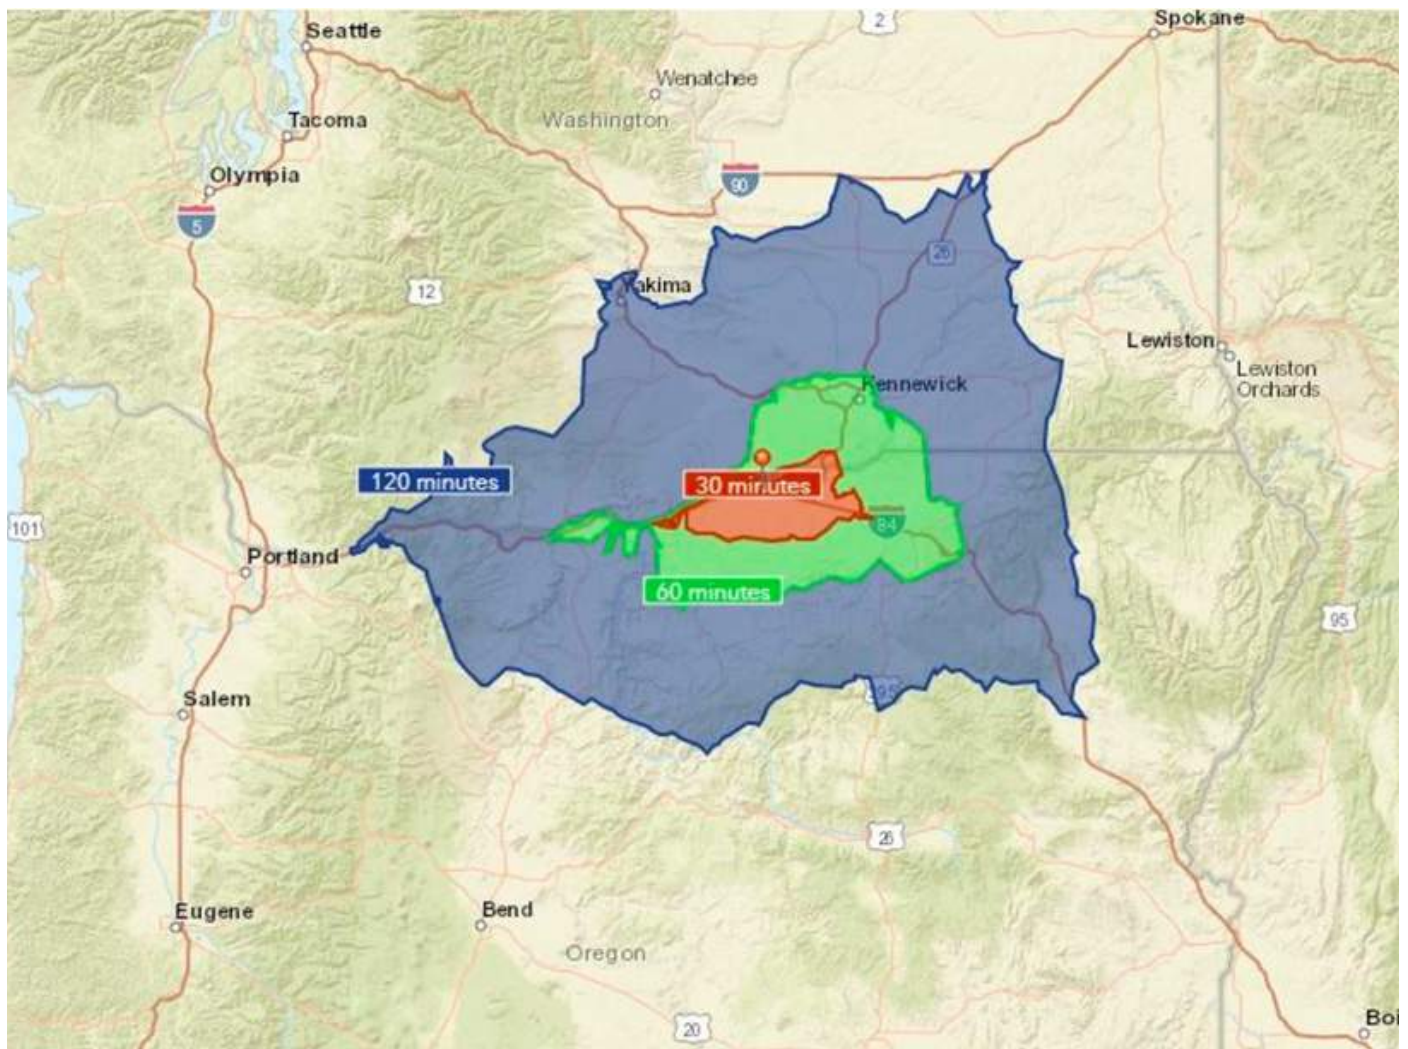 2
Spokane
Seattle
Wenatchee
Tacoma
Washington
Olympia
90
5
26
12
Yakima
Lewiston
Lewiston
Orchards
Kennewick
120 minutes
30 minutes
101
84
Portland
60 minutes
95
Salem
395
26
Eugene
Bend
Oregon
20
Boi